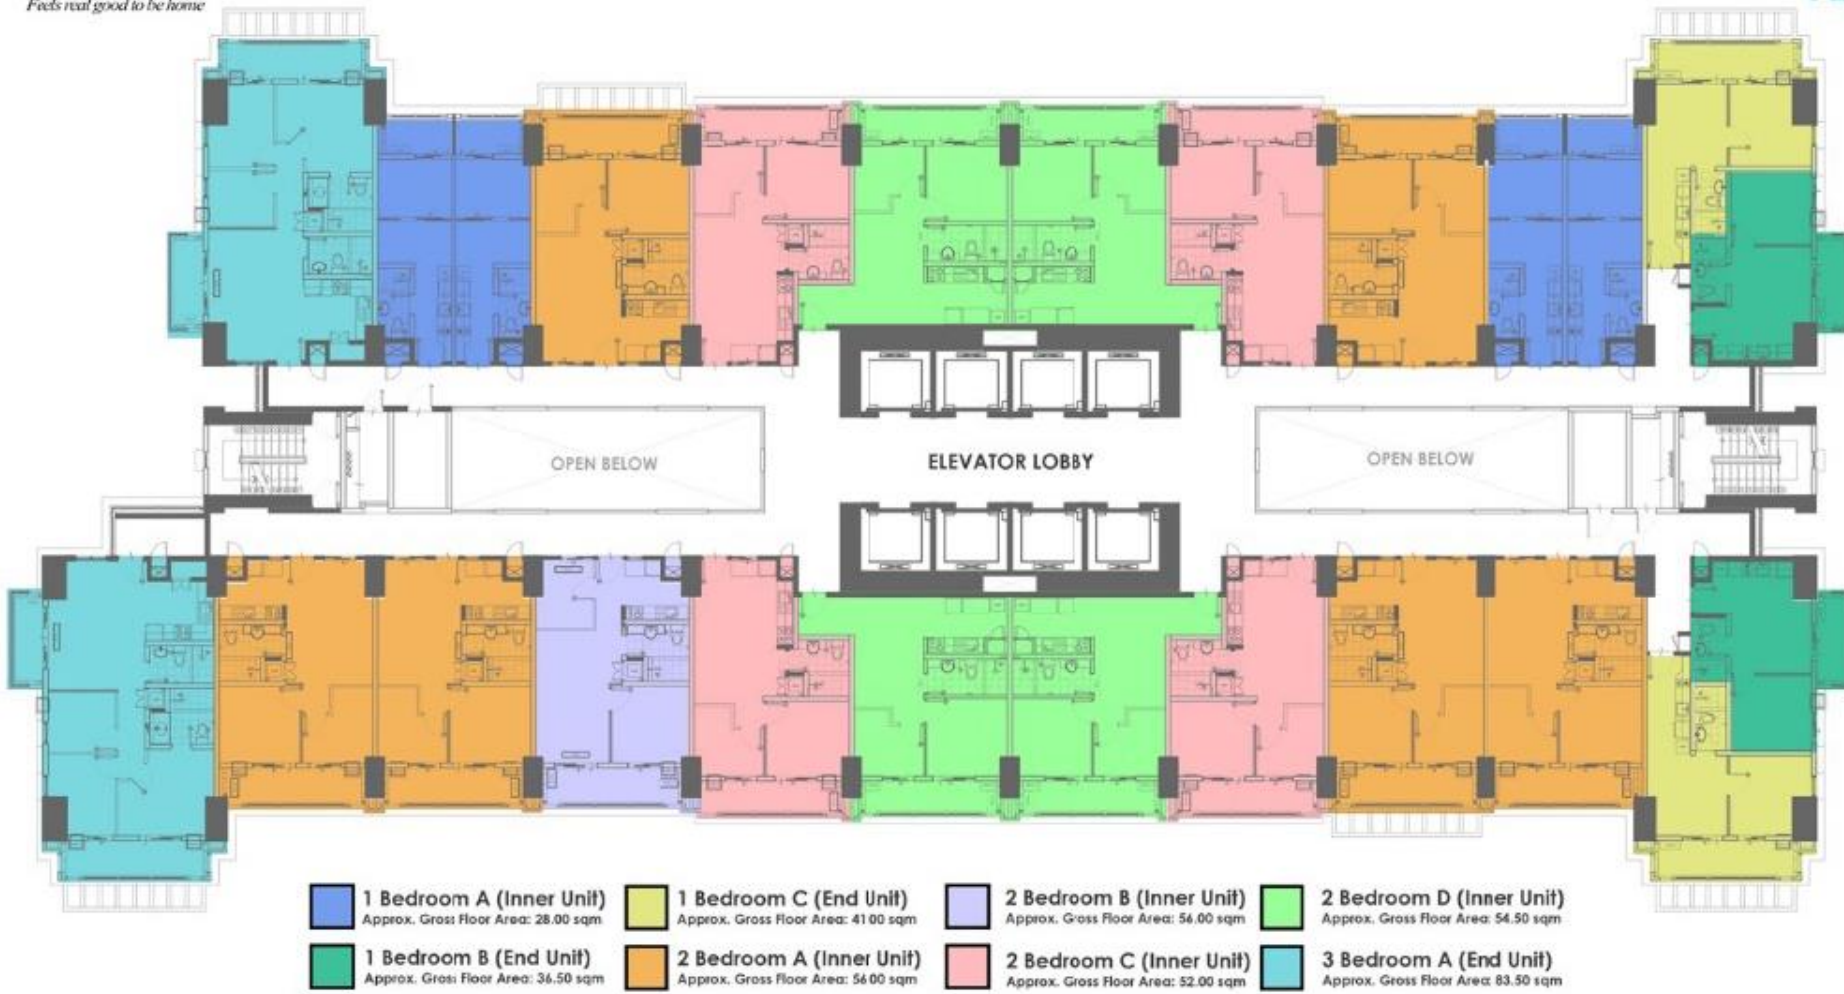 Feels real good to be home
OPEN BELOW
ELEVATOR LOBBY
OPEN BELOW
1 Bedroom A (Inner Unit)
Approx. Gross Floor Area: 28.00 sqm
1 Bedroom C (End Unit)
Approx. Gross Floor Area: 41 00 sqm
2 Bedroom B (Inner Unit)
Approx. Gross Floor Area: 56.00 sqm
2 Bedroom D (Inner Unit)
Approx. Gross Floor Area: 54.50 sqm
1 Bedroom B (End Unit)
Approx. Gross Floor Area: 36.50 sqm
2 Bedroom A (Inner Unit)
Approx. Gross Floor Area: 56 00 sqm
2 Bedroom C (Inner Unit)
Approx. Gross Floor Area: 52.00 sqm
3 Bedroom A (End Unit)
Approx. Gross Floor Area: 83.50 sqm